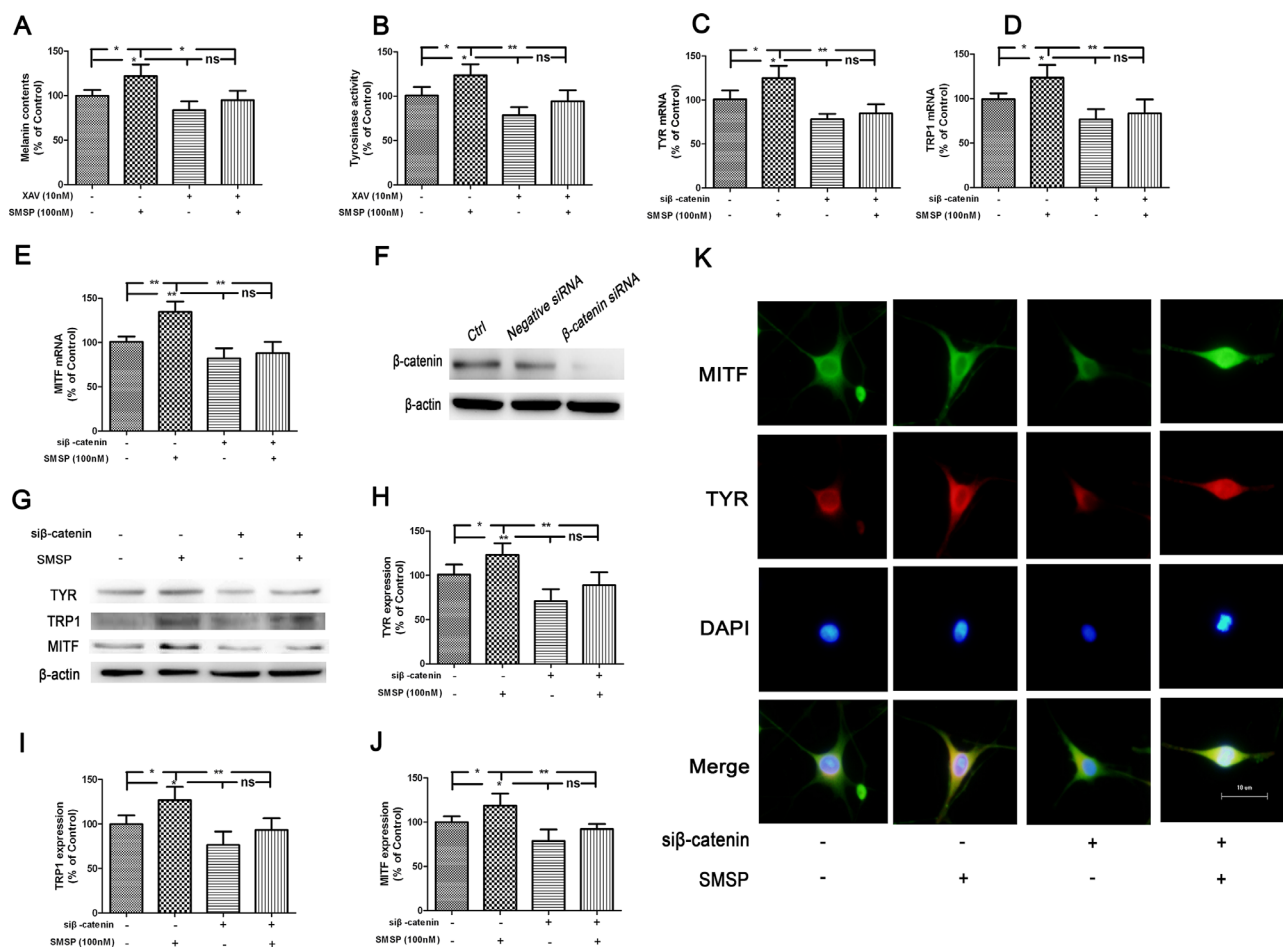 A
Melanin contents
(% of Control)
150
100
50
0
* *
* ns
XAV (10nM) - - + +
SMSP (100nM) - + - +
B
Tyrosinase activity
(% of Control)
150
100
50
0
* **
* ns
XAV (10nM) - - + +
SMSP (100nM) - + - +
C
TYR mRNA
(% of Control)
150
100
50
0
* **
* ns
siβ -catenin - - + +
SMSP (100nM) - + - +
D
TRP1 mRNA
(% of Control)
150
100
50
0
* **
* ns
siβ -catenin - - + +
SMSP (100nM) - + - +
E
MITF mRNA
(% of Control)
150
100
50
0
** **
** ns
siβ -catenin - - + +
SMSP (100nM) - + - +
F
Ctrl Negative siRNA β-catenin siRNA
β-catenin
β-actin
G
siβ-catenin - - + +
SMSP - + - +
TYR
TRP1
MITF
β-actin
H
TYR expression
(% of Control)
150
100
50
0
* **
** ns
siβ -catenin - - + +
SMSP (100nM) - + - +
I
TRP1 expression
(% of Control)
150
100
50
0
* **
* ns
siβ -catenin - - + +
SMSP (100nM) - + - +
J
MITF expression
(% of Control)
150
100
50
0
* **
* ns
siβ -catenin - - + +
SMSP (100nM) - + - +
K
MITF
TYR
DAPI
Merge
10 um
siβ-catenin - - + +
SMSP - + - +